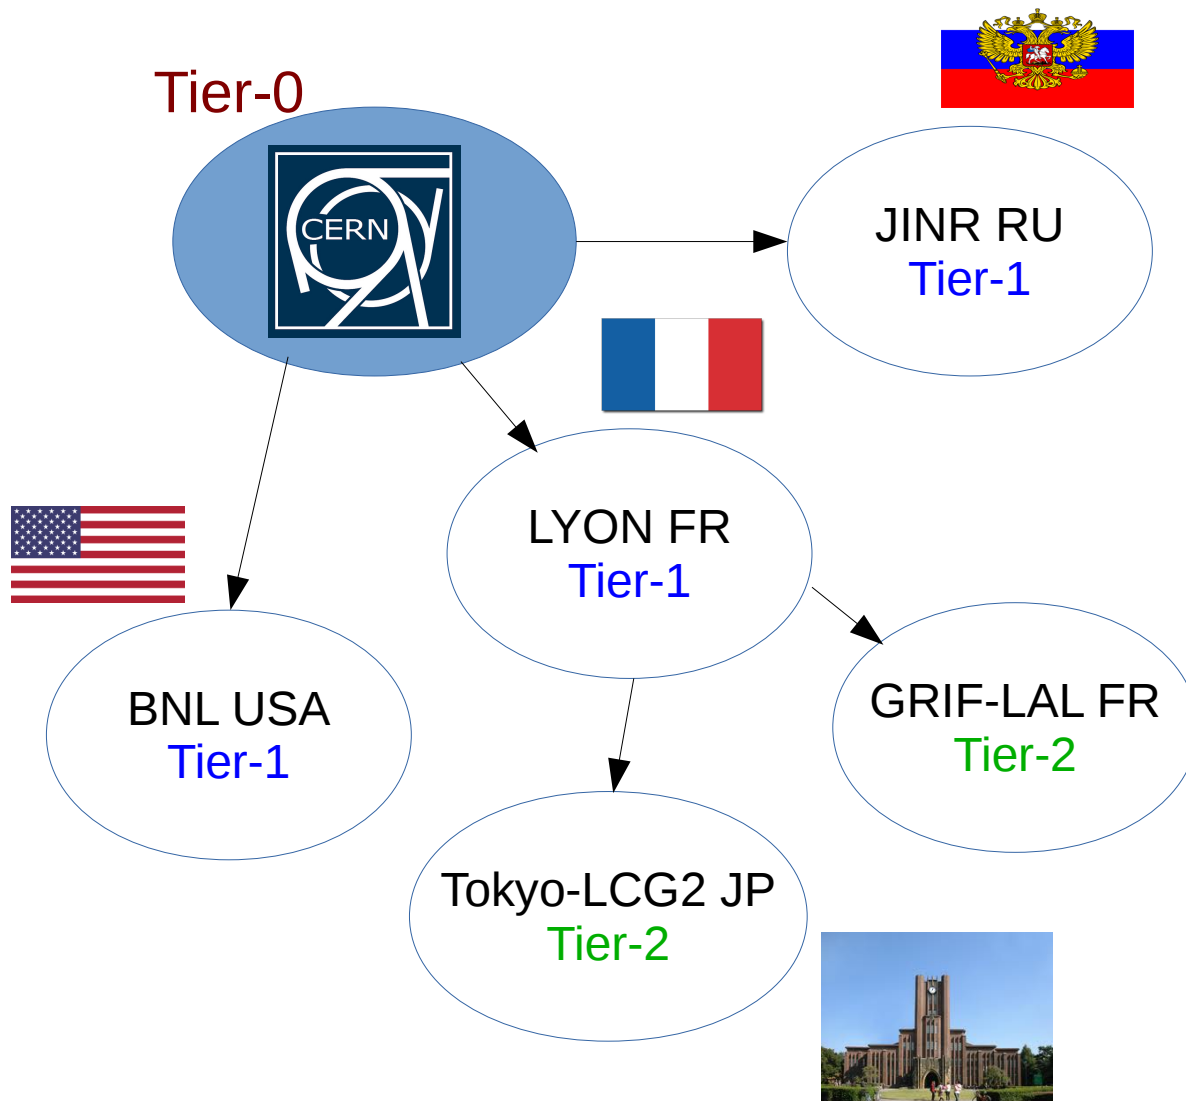 Tier-0
CERN
JINR RU
Tier-1
LYON FR
Tier-1
BNL USA
Tier-1
GRIF-LAL FR
Tier-2
Tokyo-LCG2 JP
Tier-2